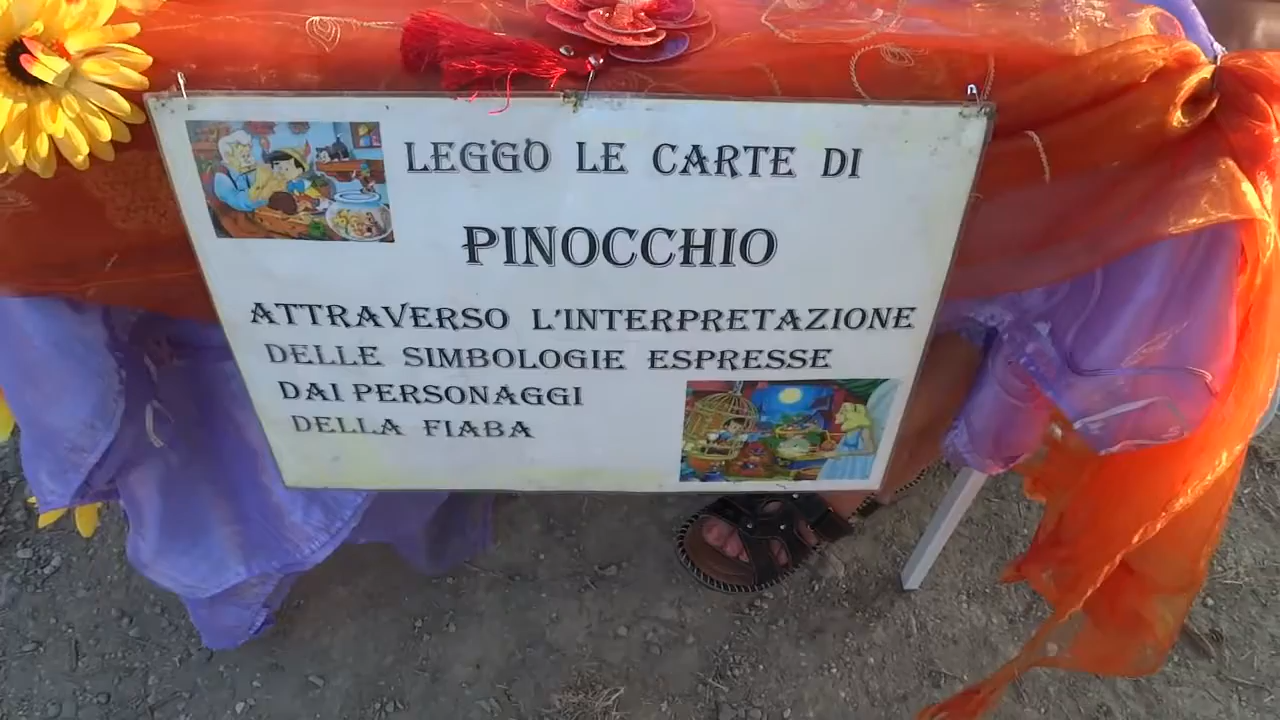 LEGGO LE CARTE DI
PINOCCHIO
ATTRAVERSO L'INTERPRETAZIONE
DELLE SIMBOLOGIE ESPRESSE
DAI PERSONAGGI
DELLA FIABA